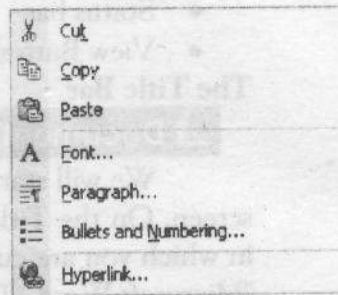 Cut
Copy
Paste
Font...
Paragraph...
Bullets and Numbering...
Hyperlink...